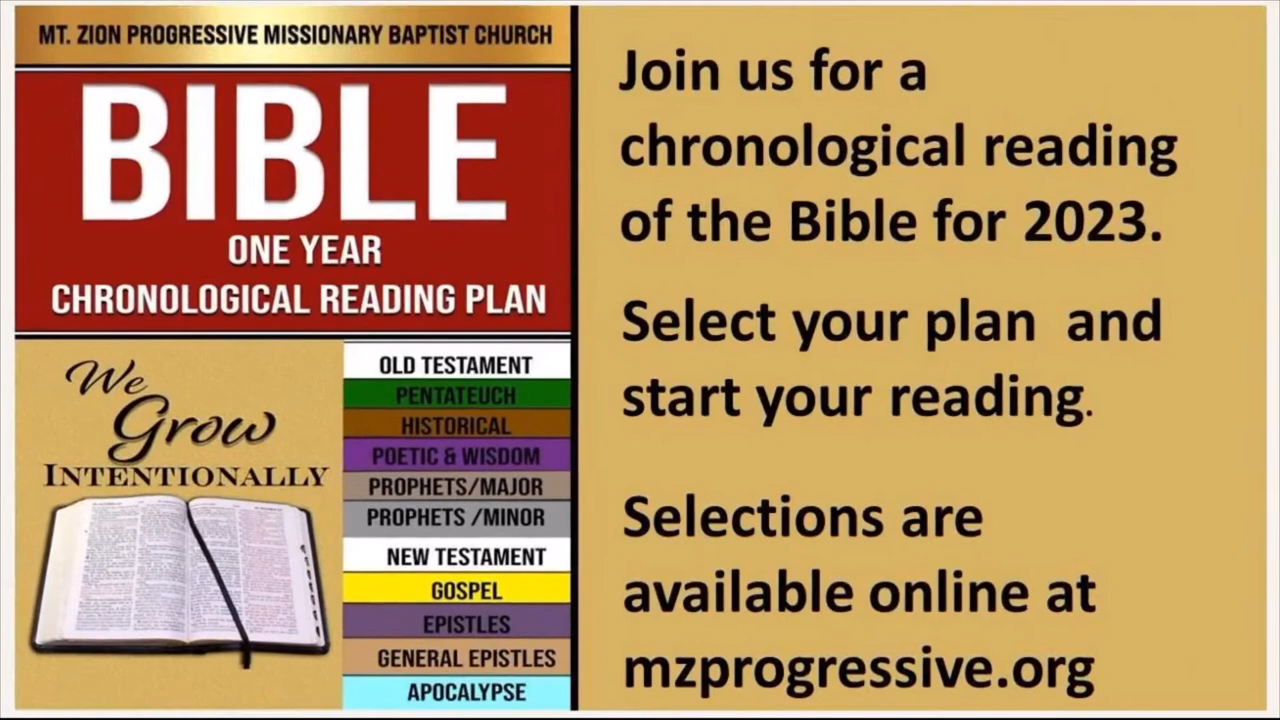 MT. ZION PROGRESSIVE MISSIONARY BAPTIST CHURCH
BIBLE
ONE YEAR
CHRONOLOGICAL READING PLAN
We
Grow
INTENTIONALLY
OLD TESTAMENT
PENTATEUCH
HISTORICAL
POETIC & WISDOM
PROPHETS/MAJOR
PROPHETS /MINOR
NEW TESTAMENT
GOSPEL
EPISTLES
GENERAL EPISTLES
APOCALYPSE
Join us for a
chronological reading
of the Bible for 2023.
Select your plan  and
start your reading.
Selections are
available online at
mzprogressive.org